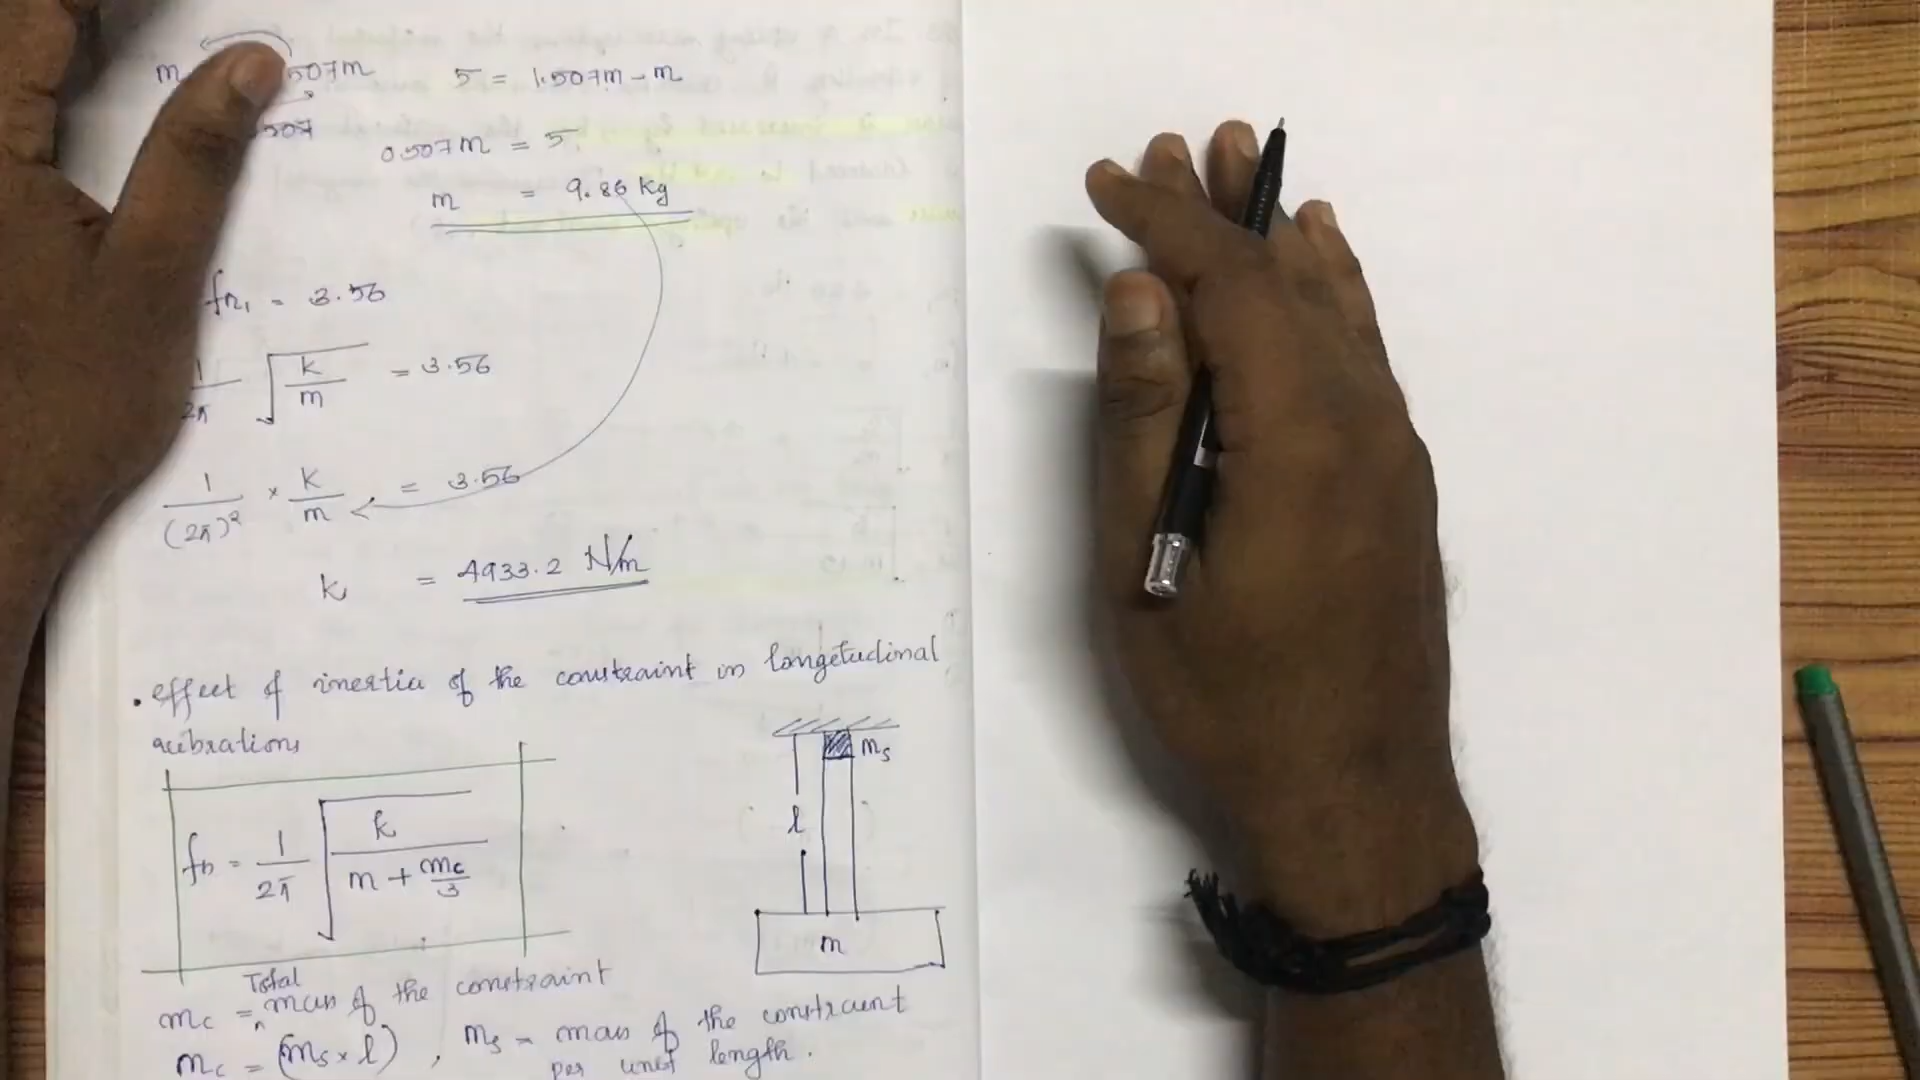 m 507m 5 = 1.507m - m
507
0.507m = 5
m = 9.86 kg
fn₁ = 3.56
1/2π √(k/m) = 3.56
1/(2π)² × k/m = 3.56
k = 4933.2 N/m
• effect of inertia of the constraint in longetudinal
vibrations
fn = 1/2π √(k/(m + mc/3))
ms
l
m
mc = Total mass of the constraint
mc = (ms × l) , ms = mass of the constraint
per unit length.